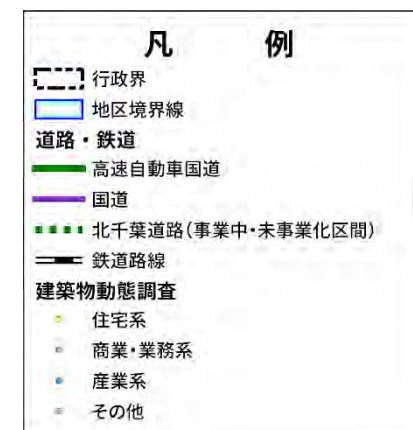 凡 例
行政界
地区境界線
道路・鉄道
高速自動車国道
国道
北千葉道路(事業中・未事業化区間)
鉄道路線
建築物動態調査
住宅系
商業・業務系
産業系
その他